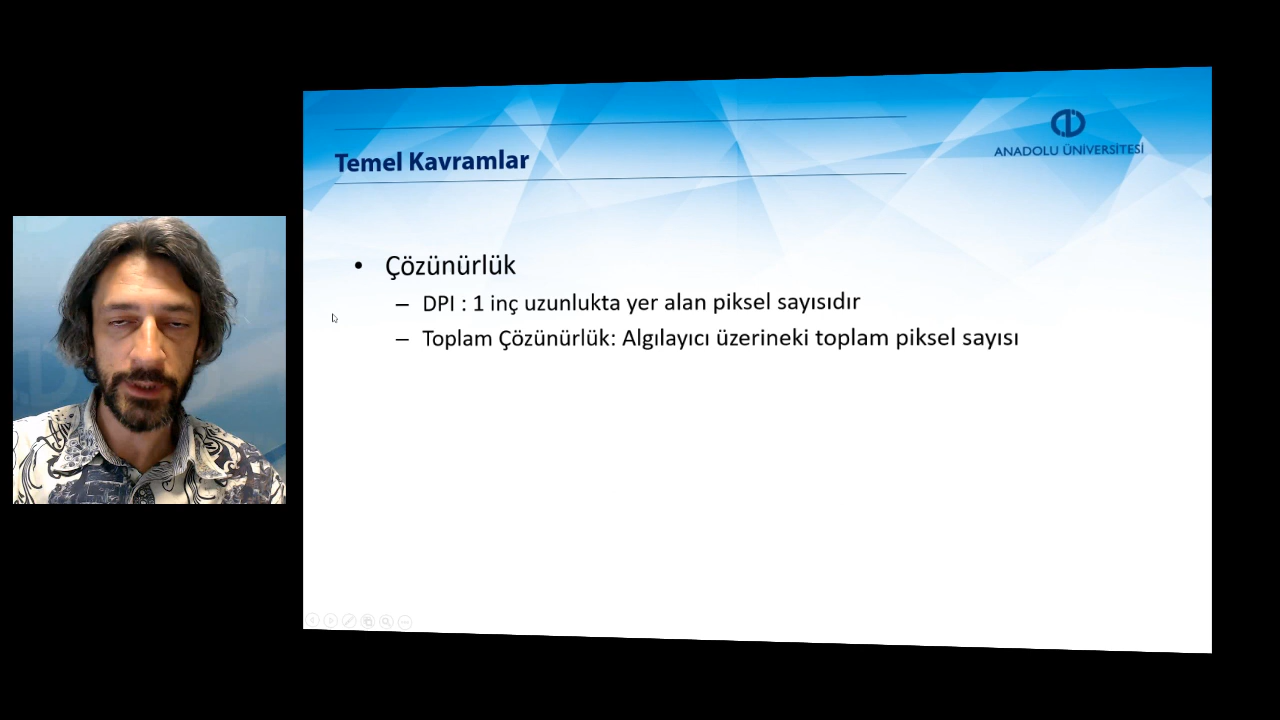 Temel Kavramlar
ANADOLU ÜNİVERSİTESİ
• Çözünürlük
– DPI : 1 inç uzunlukta yer alan piksel sayısıdır
– Toplam Çözünürlük: Algılayıcı üzerineki toplam piksel sayısı